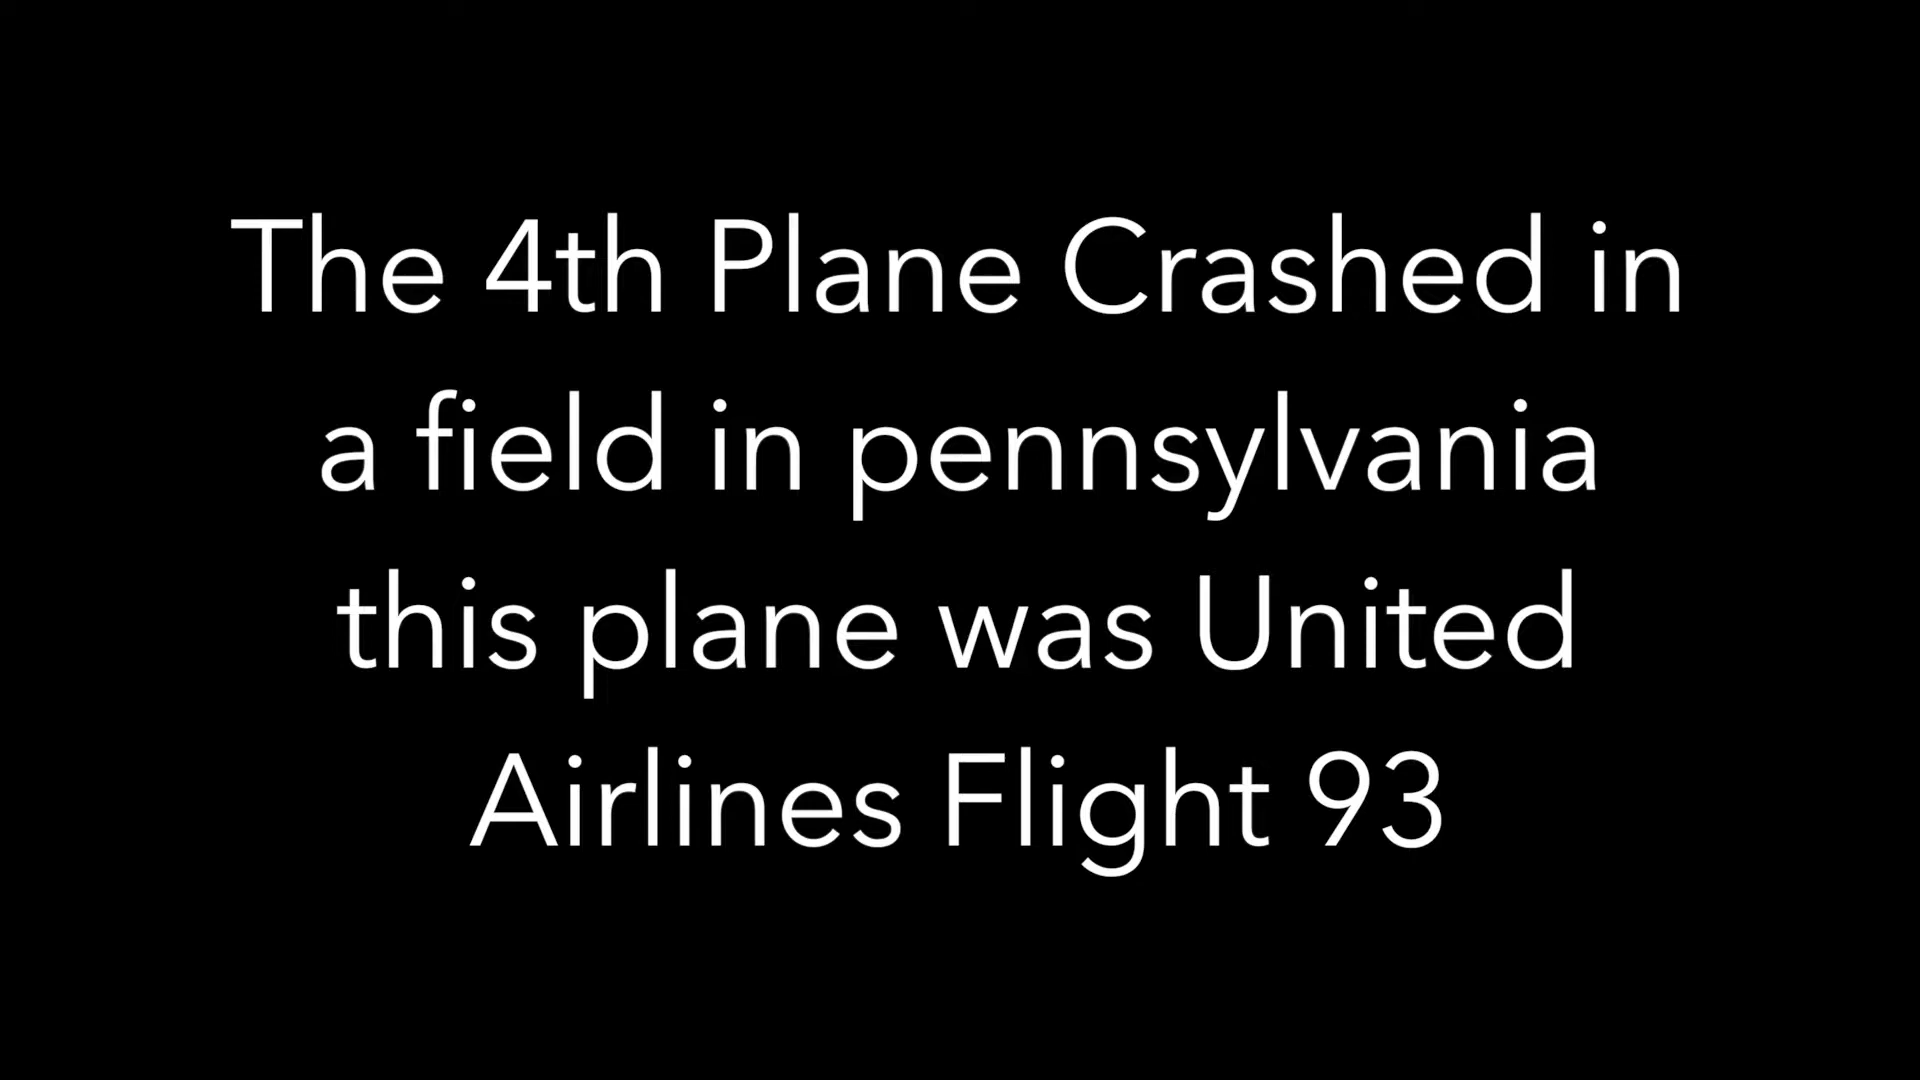 The 4th Plane Crashed in
a field in pennsylvania
this plane was United
Airlines Flight 93